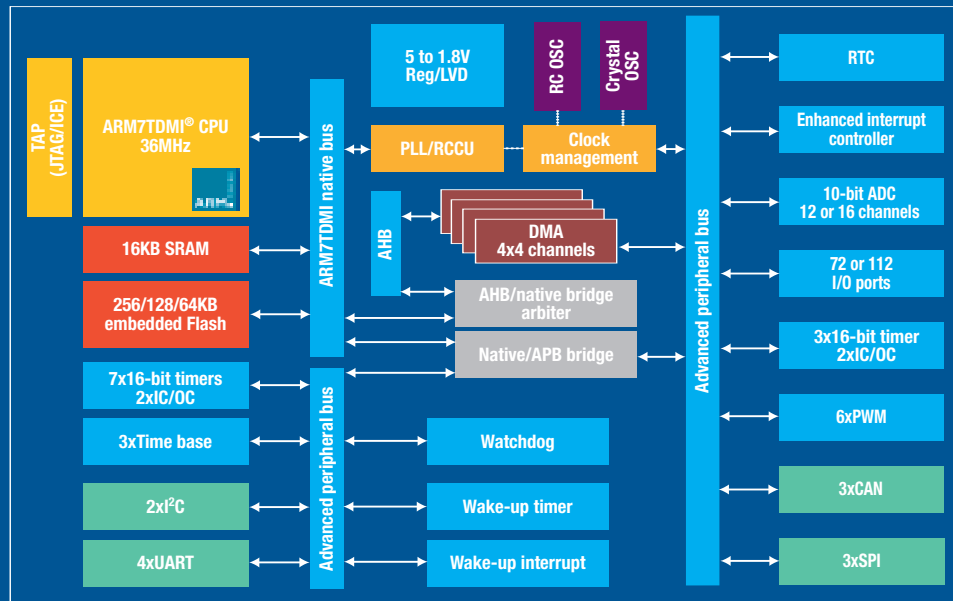 5 to 1.8V
Reg/LVD
RC OSC
Crystal
OSC
TAP
(JTAG/ICE)
ARM7TDMI® CPU
36MHz
ARM7TDMI native bus
PLL/RCCU
Clock
management
16KB SRAM
AHB
DMA
4x4 channels
256/128/64KB
embedded Flash
AHB/native bridge
arbiter
Native/APB bridge
7x16-bit timers
2xIC/OC
3xTime base
2xI²C
4xUART
Advanced peripheral bus
Watchdog
Wake-up timer
Wake-up interrupt
Advanced peripheral bus
RTC
Enhanced interrupt
controller
10-bit ADC
12 or 16 channels
72 or 112
I/O ports
3x16-bit timer
2xIC/OC
6xPWM
3xCAN
3xSPI